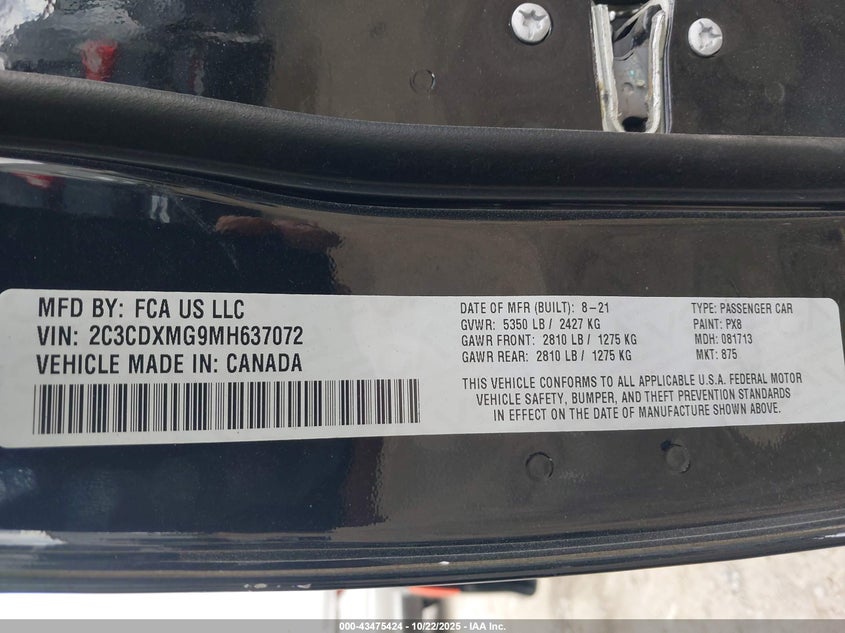 MFD BY: FCA US LLC
VIN: 2C3CDXMG9MH637072
VEHICLE MADE IN: CANADA
DATE OF MFR (BUILT): 8-21
GVWR: 5350 LB / 2427 KG
GAWR FRONT: 2810 LB / 1275 KG
GAWR REAR: 2810 LB / 1275 KG
TYPE: PASSENGER CAR
PAINT: PX8
MDH: 081713
MKT: 875
THIS VEHICLE CONFORMS TO ALL APPLICABLE U.S.A. FEDERAL MOTOR
VEHICLE SAFETY, BUMPER, AND THEFT PREVENTION STANDARDS
IN EFFECT ON THE DATE OF MANUFACTURE SHOWN ABOVE.
000-43475424 - 10/22/2025 - IAA Inc.